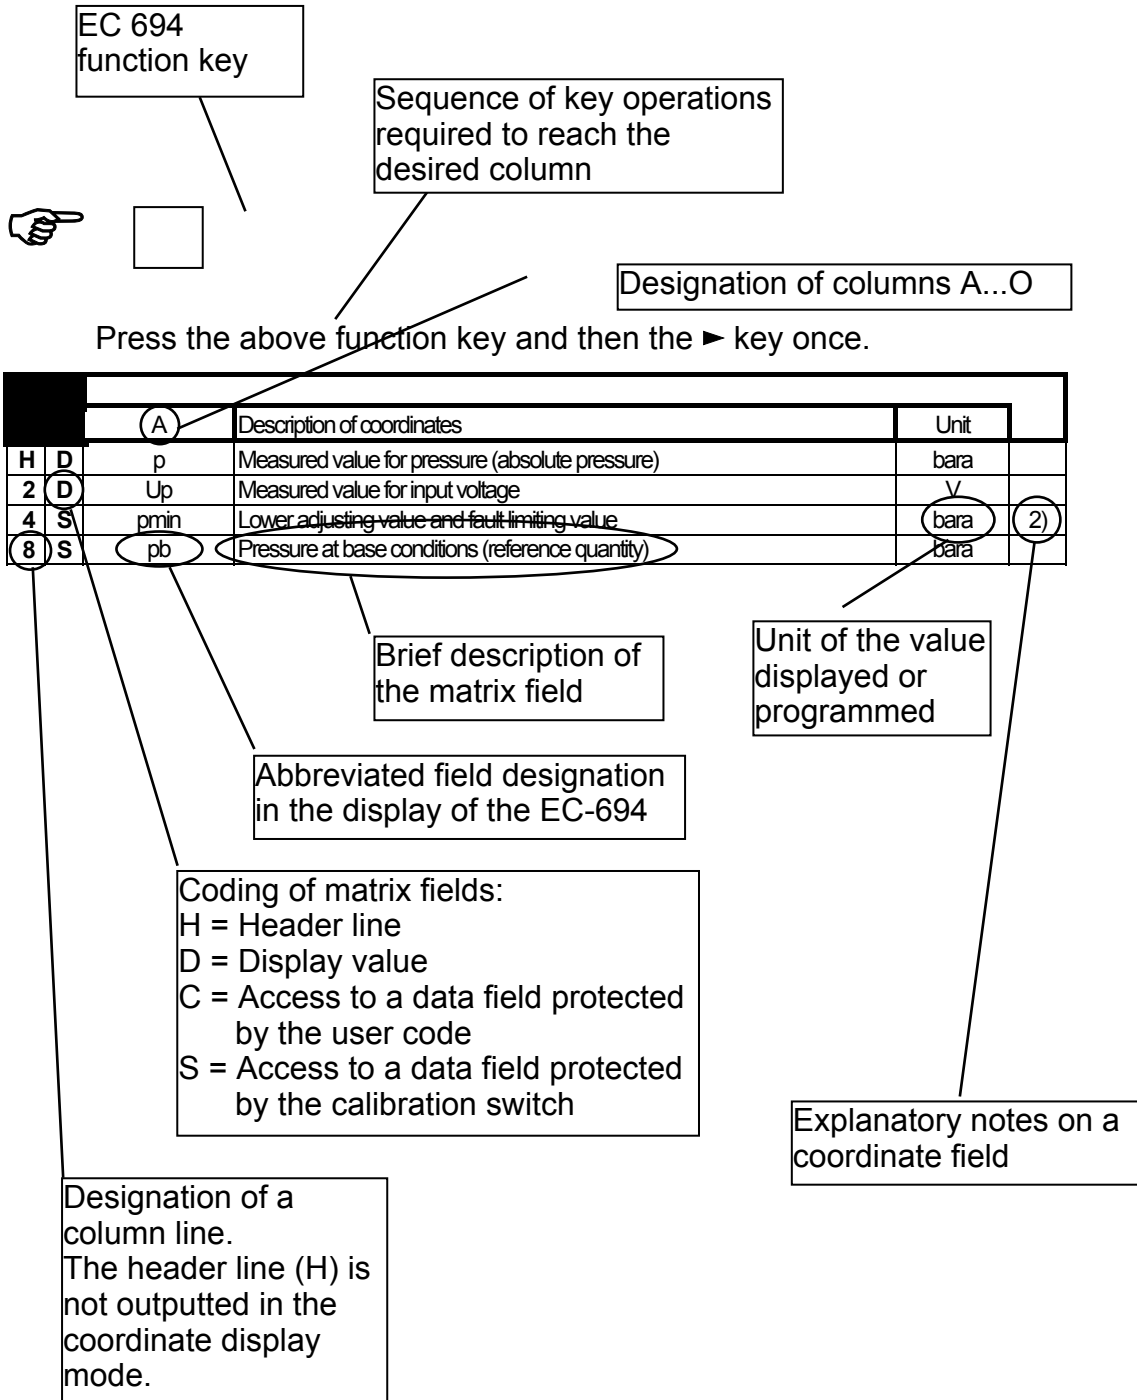 EC 694
function key
Sequence of key operations
required to reach the
desired column
Designation of columns A...O
Press the above function key and then the ► key once.
A Description of coordinates Unit
H D p Measured value for pressure (absolute pressure) bara
2 D Up Measured value for input voltage V
4 S pmin Lower adjusting value and fault limiting value bara 2)
8 S pb Pressure at base conditions (reference quantity) bara
Brief description of
the matrix field
Unit of the value
displayed or
programmed
Abbreviated field designation
in the display of the EC-694
Coding of matrix fields:
H = Header line
D = Display value
C = Access to a data field protected
by the user code
S = Access to a data field protected
by the calibration switch
Explanatory notes on a
coordinate field
Designation of a
column line.
The header line (H) is
not outputted in the
coordinate display
mode.